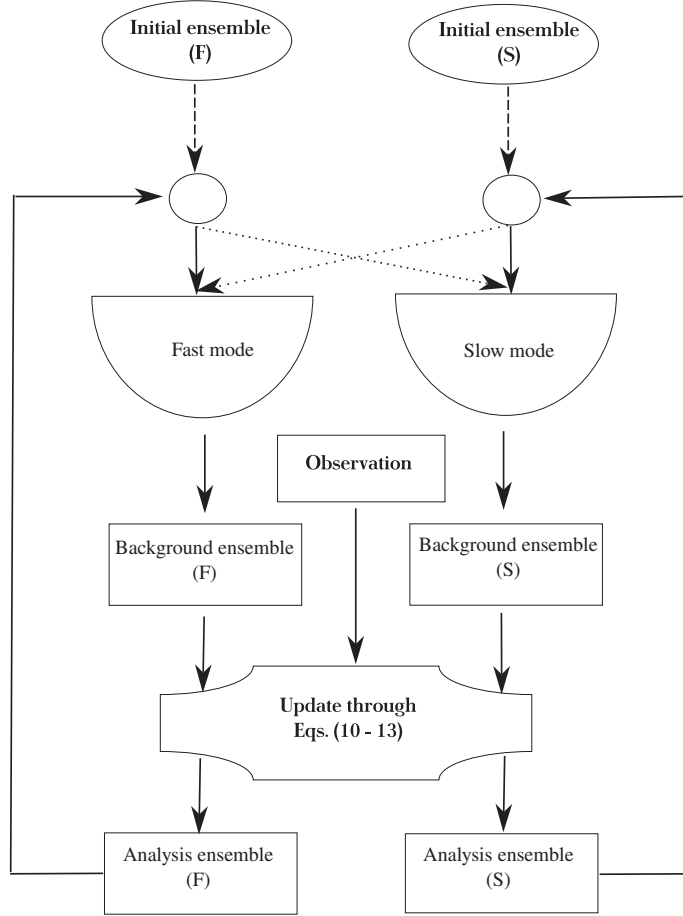 Initial ensemble
(F)
Initial ensemble
(S)
Fast mode
Slow mode
Observation
Background ensemble
(F)
Background ensemble
(S)
Update through
Eqs. (10 - 13)
Analysis ensemble
(F)
Analysis ensemble
(S)